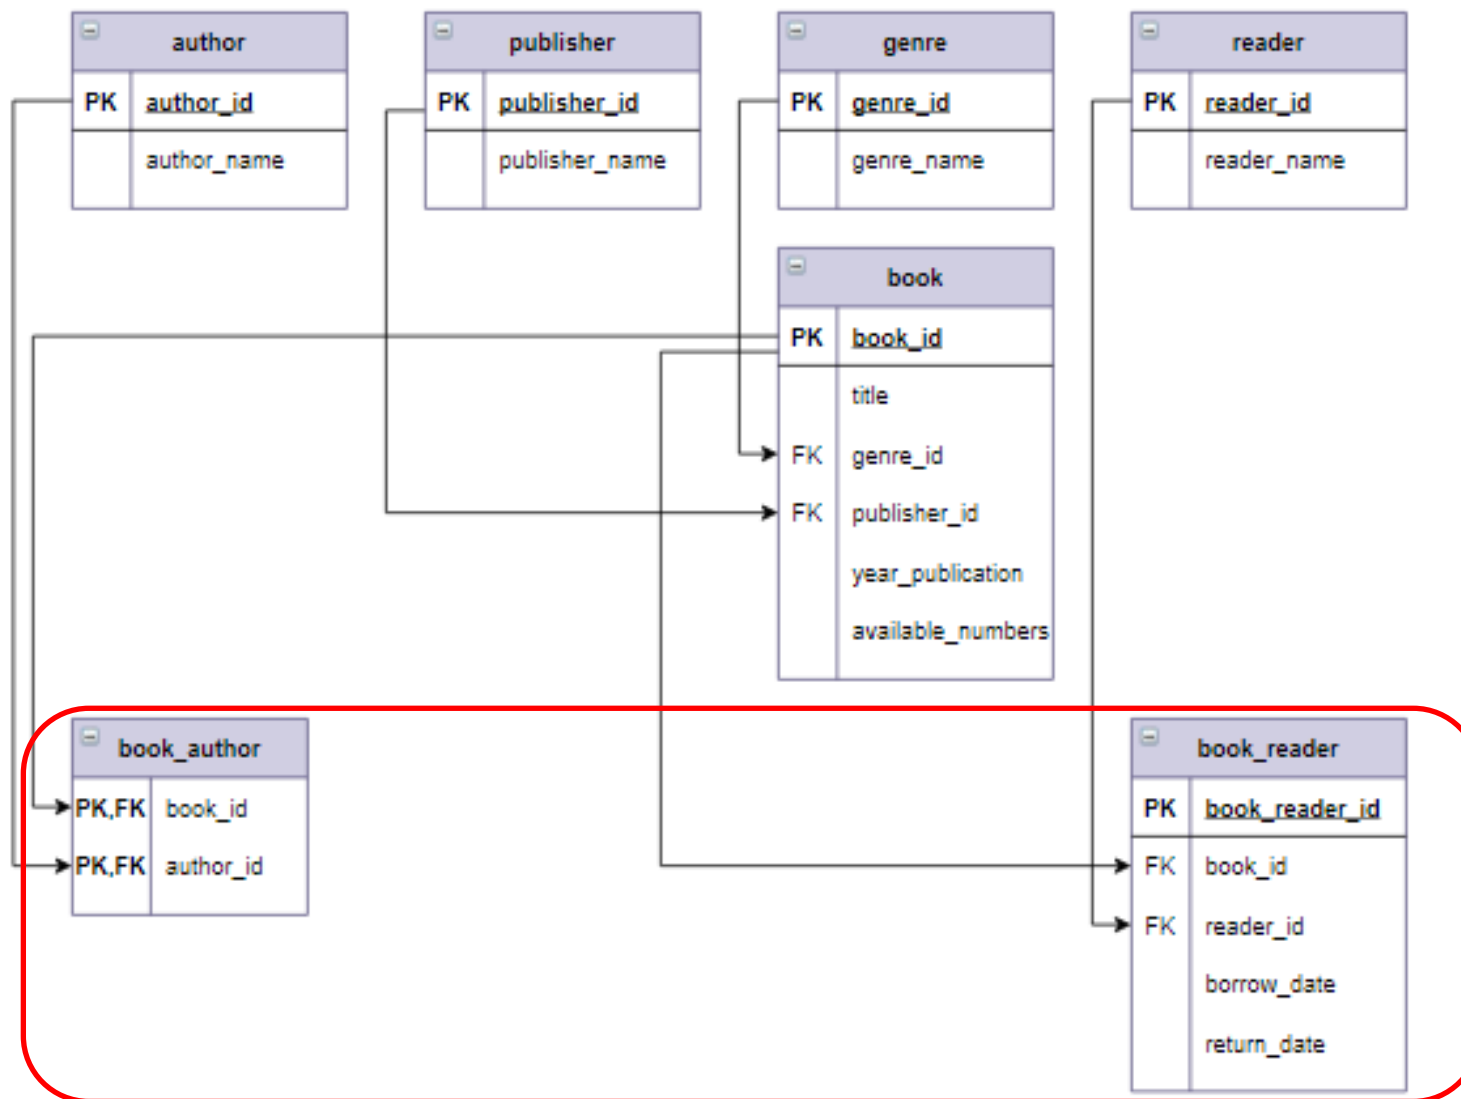 author
PK author_id
author_name
publisher
PK publisher_id
publisher_name
genre
PK genre_id
genre_name
reader
PK reader_id
reader_name
book
PK book_id
title
FK genre_id
FK publisher_id
year_publication
available_numbers
book_author
PK,FK book_id
PK,FK author_id
book_reader
PK book_reader_id
FK book_id
FK reader_id
borrow_date
return_date